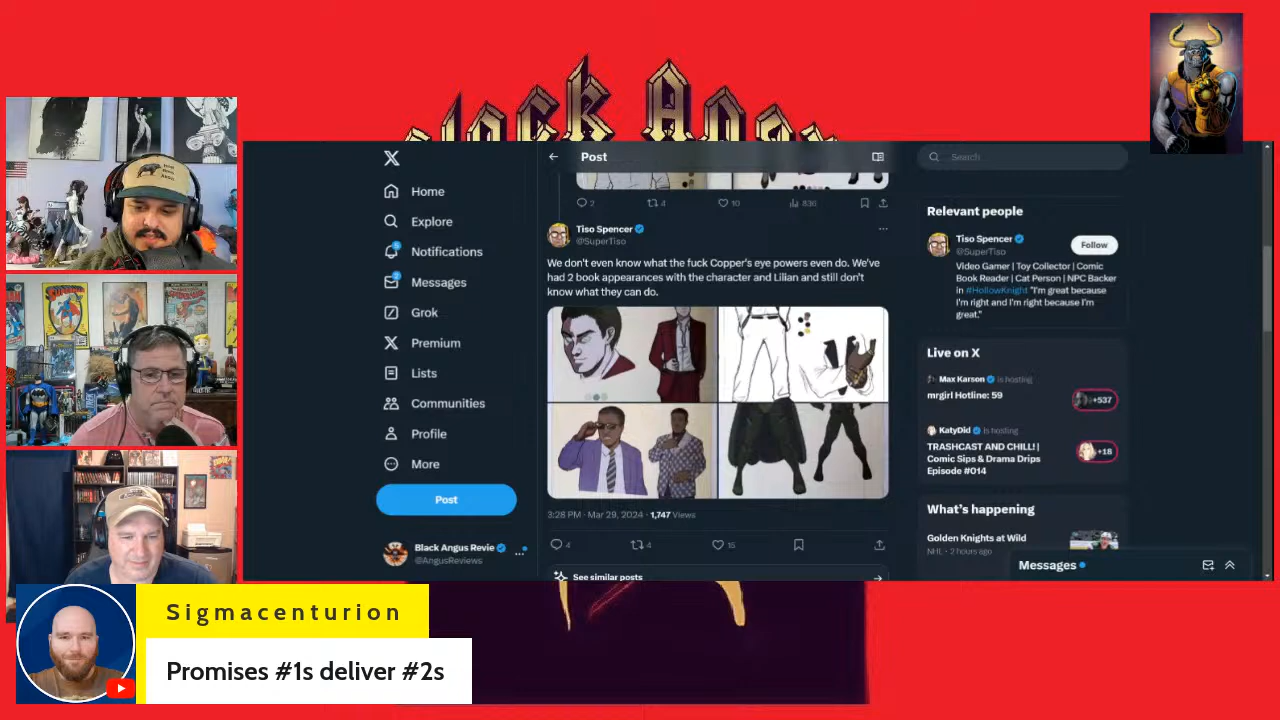 Black Angu
Post
Search
Home
Explore
Notifications
Messages
Grok
Premium
Lists
Communities
Profile
More
Post
Black Angus Revie
@AngusReviews
2
4
10
836
Tiso Spencer
@SuperTiso
We don't even know what the fuck Copper's eye powers even do. We've
had 2 book appearances with the character and Lilian and still don't
know what they can do.
3:28 PM · Mar 29, 2024 · 1,747 Views
4
4
15
See similar posts
Relevant people
Tiso Spencer
@SuperTiso
Follow
Video Gamer | Toy Collector | Comic
Book Reader | Cat Person | NPC Backer
in #HollowKnight "I'm great because
I'm right and I'm right because I'm
great."
Live on X
Max Karson is hosting
mrgirl Hotline: 59
+537
KatyDid is hosting
TRASHCAST AND CHILL! |
Comic Sips & Drama Drips
Episode #014
+18
What's happening
Golden Knights at Wild
NHL · 2 hours ago
Messages
Sigmacenturion
Promises #1s deliver #2s